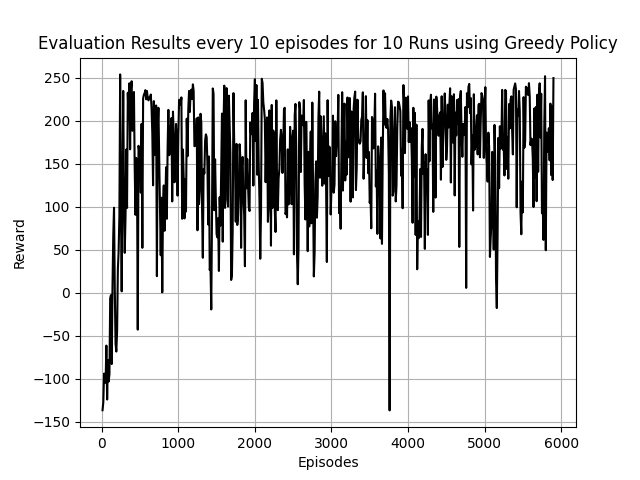 Evaluation Results every 10 episodes for 10 Runs using Greedy Policy
250
200
150
100
50
0
−50
−100
−150
Reward
0 1000 2000 3000 4000 5000 6000
Episodes